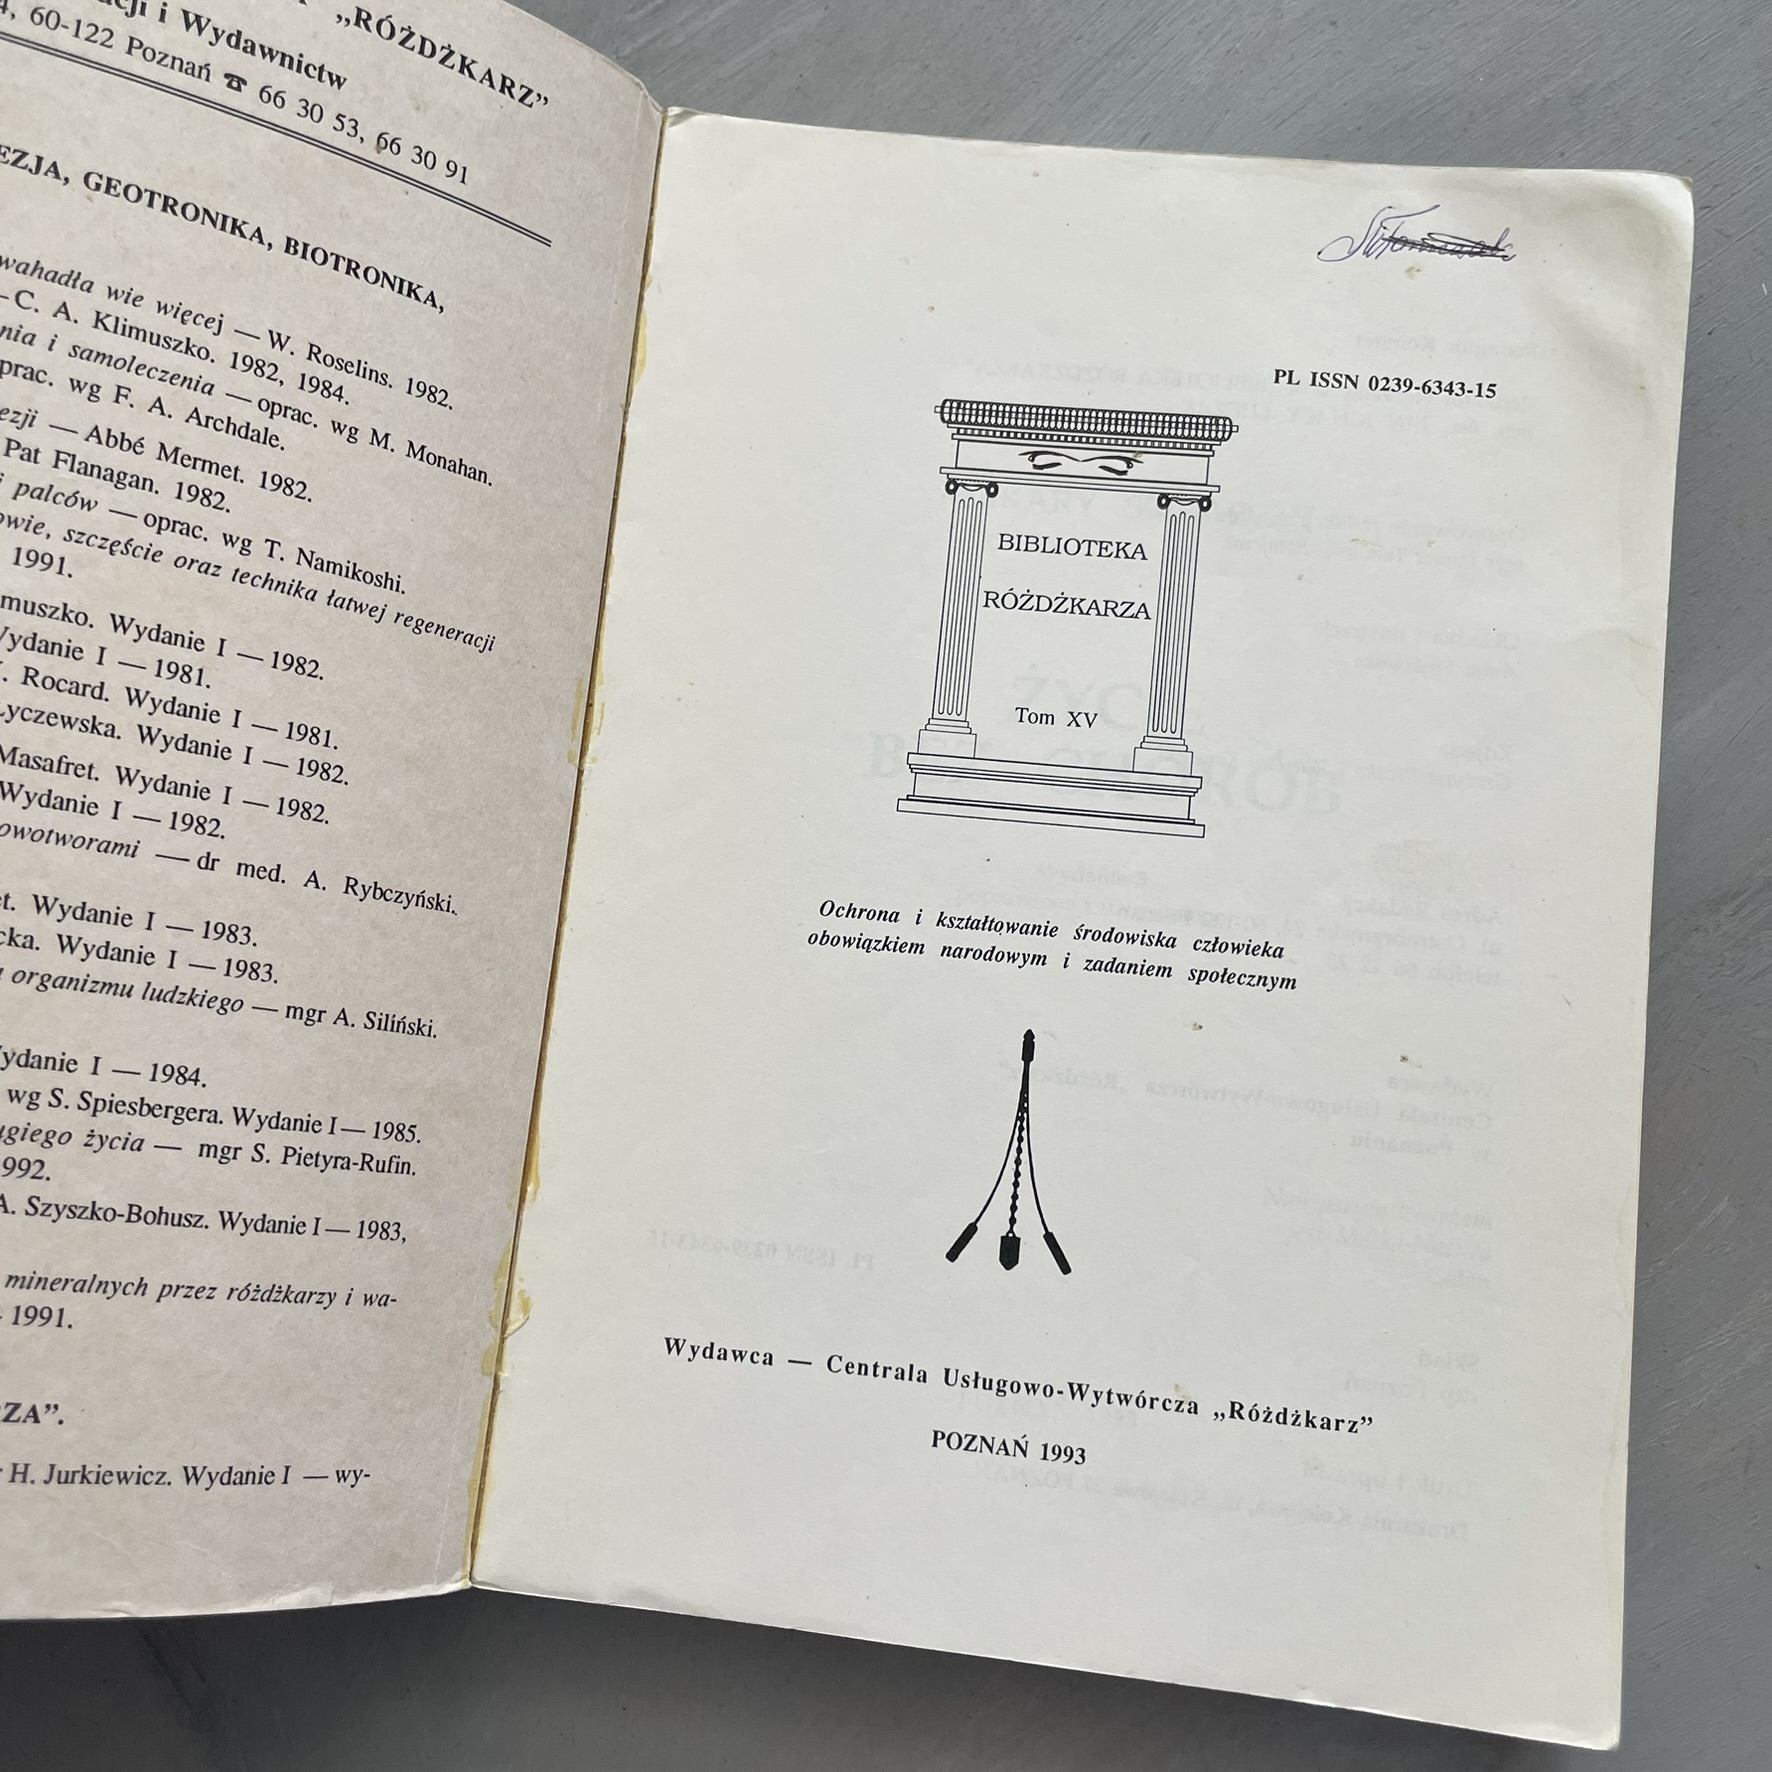 „RÓŻDŻKARZ”
i Wydawnictw
60-122 Poznań ☎ 66 30 53, 66 30 91
GEOTRONIKA, BIOTRONIKA,
wahadła wie więcej — W. Roselins. 1982.
— C. A. Klimuszko. 1982, 1984.
i samoleczenia — oprac. wg M. Monahan.
wg F. A. Archdale.
— Abbé Mermet. 1982.
Pat Flanagan. 1982.
palców — oprac. wg T. Namikoshi.
szczęście oraz technika łatwej regeneracji
1991.
Wydanie I — 1982.
Wydanie I — 1981.
Rocard. Wydanie I — 1981.
Wydanie I — 1982.
Masafret. Wydanie I — 1982.
Wydanie I — 1982.
— dr med. A. Rybczyński.
Wydanie I — 1983.
Wydanie I — 1983.
organizmu ludzkiego — mgr A. Siliński.
Wydanie I — 1984.
wg S. Spiesbergera. Wydanie I — 1985.
życia — mgr S. Pietyra-Rufin.
A. Szyszko-Bohusz. Wydanie I — 1983,
mineralnych przez różdżkarzy i wa-
1991.
H. Jurkiewicz. Wydanie I — wy-
PL ISSN 0239-6343-15
BIBLIOTEKA
RÓŻDŻKARZA
Tom XV
Ochrona i kształtowanie środowiska człowieka
obowiązkiem narodowym i zadaniem społecznym
Wydawca — Centrala Usługowo-Wytwórcza „Różdżkarz”
POZNAŃ 1993